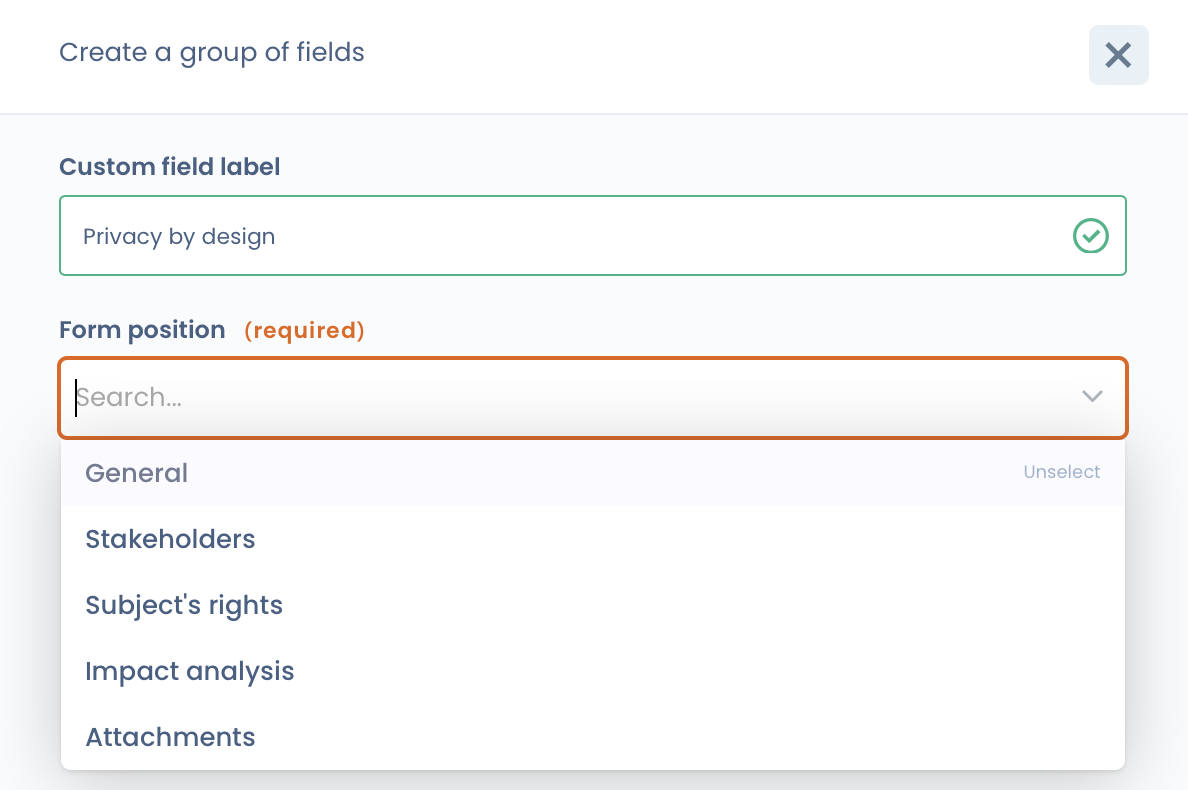 Create a group of fields
Custom field label
Privacy by design
Form position (required)
Search...
General Unselect
Stakeholders
Subject's rights
Impact analysis
Attachments